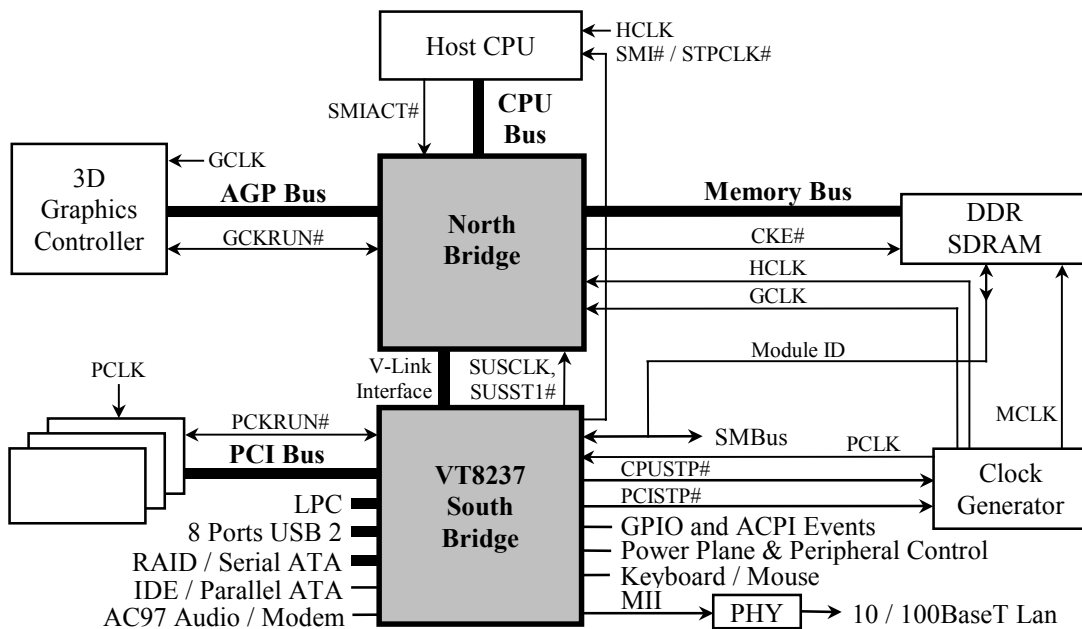 Host CPU
HCLK
SMI# / STPCLK#
SMIACT#
CPU
Bus
3D
Graphics
Controller
GCLK
AGP Bus
GCKRUN#
North
Bridge
Memory Bus
DDR
SDRAM
CKE#
HCLK
GCLK
Module ID
MCLK
V-Link
Interface
SUSCLK,
SUSST1#
PCLK
PCKRUN#
PCI Bus
VT8237
South
Bridge
SMBus
PCLK
CPUSTP#
PCISTP#
Clock
Generator
LPC
8 Ports USB 2
RAID / Serial ATA
IDE / Parallel ATA
AC97 Audio / Modem
GPIO and ACPI Events
Power Plane & Peripheral Control
Keyboard / Mouse
MII
PHY
10 / 100BaseT Lan